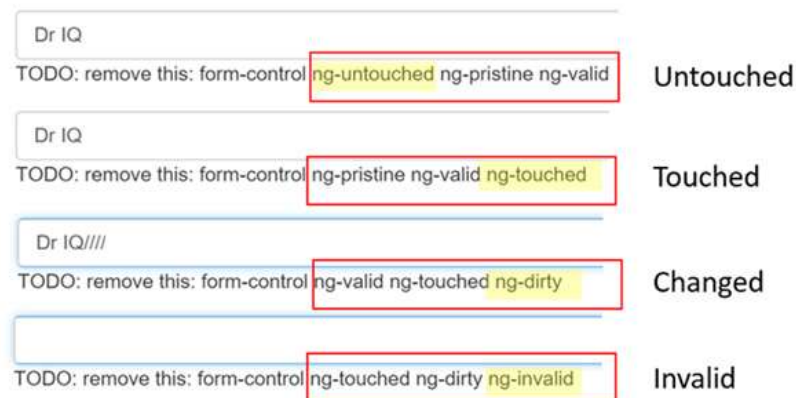 Dr IQ
TODO: remove this: form-control ng-untouched ng-pristine ng-valid
Untouched
Dr IQ
TODO: remove this: form-control ng-pristine ng-valid ng-touched
Touched
Dr IQ////
TODO: remove this: form-control ng-valid ng-touched ng-dirty
Changed
TODO: remove this: form-control ng-touched ng-dirty ng-invalid
Invalid